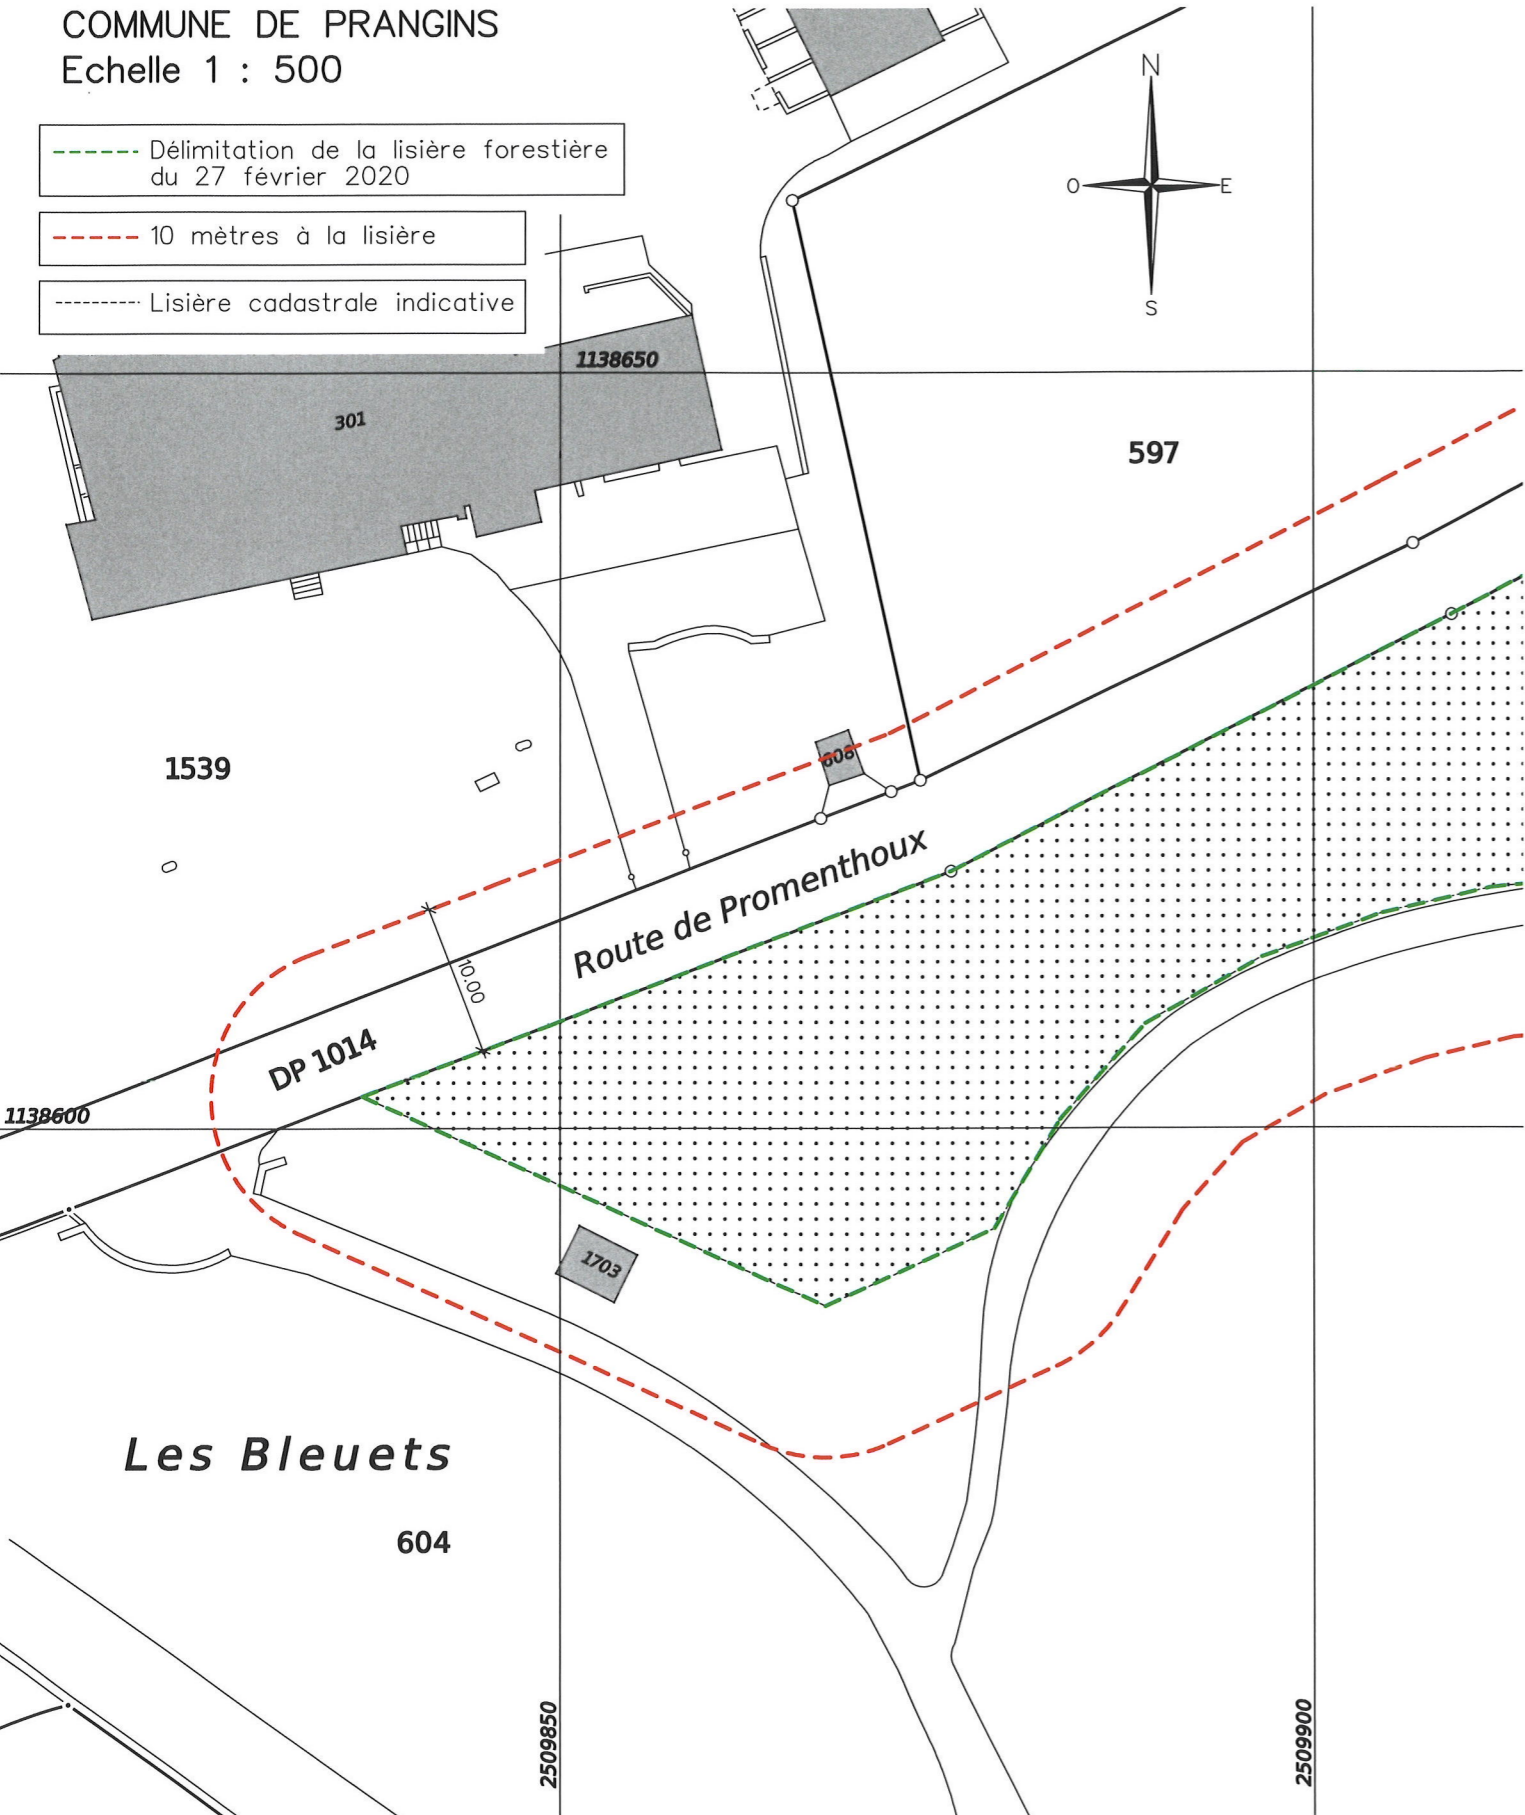 COMMUNE DE PRANGINS
Echelle 1 : 500
Délimitation de la lisière forestière
du 27 février 2020
10 mètres à la lisière
Lisière cadastrale indicative
N
O
E
S
1138650
301
597
1539
608
Route de Promenthoux
10.00
DP 1014
1138600
1703
Les Bleuets
604
2509850
2509900